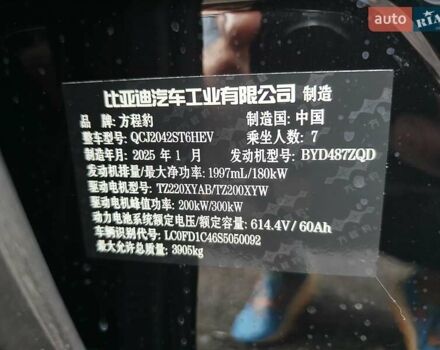 auto RIA
比亚迪汽车工业有限公司 制造
品 牌：方程豹 制造国：中国
整车型号：QCJ2042ST6HEV 乘坐人数：7
制造年月：2025 年 1 月 发动机型号：BYD487ZQD
发动机排量/最大净功率：1997mL/180kW
驱动电机型号：TZ220XYAB/TZ200XYW
驱动电机峰值功率：200kW/300kW
动力电池系统额定电压/额定容量：614.4V/60Ah
车辆识别代号：LC0FD1C46S5050092
最大允许总质量：3905kg